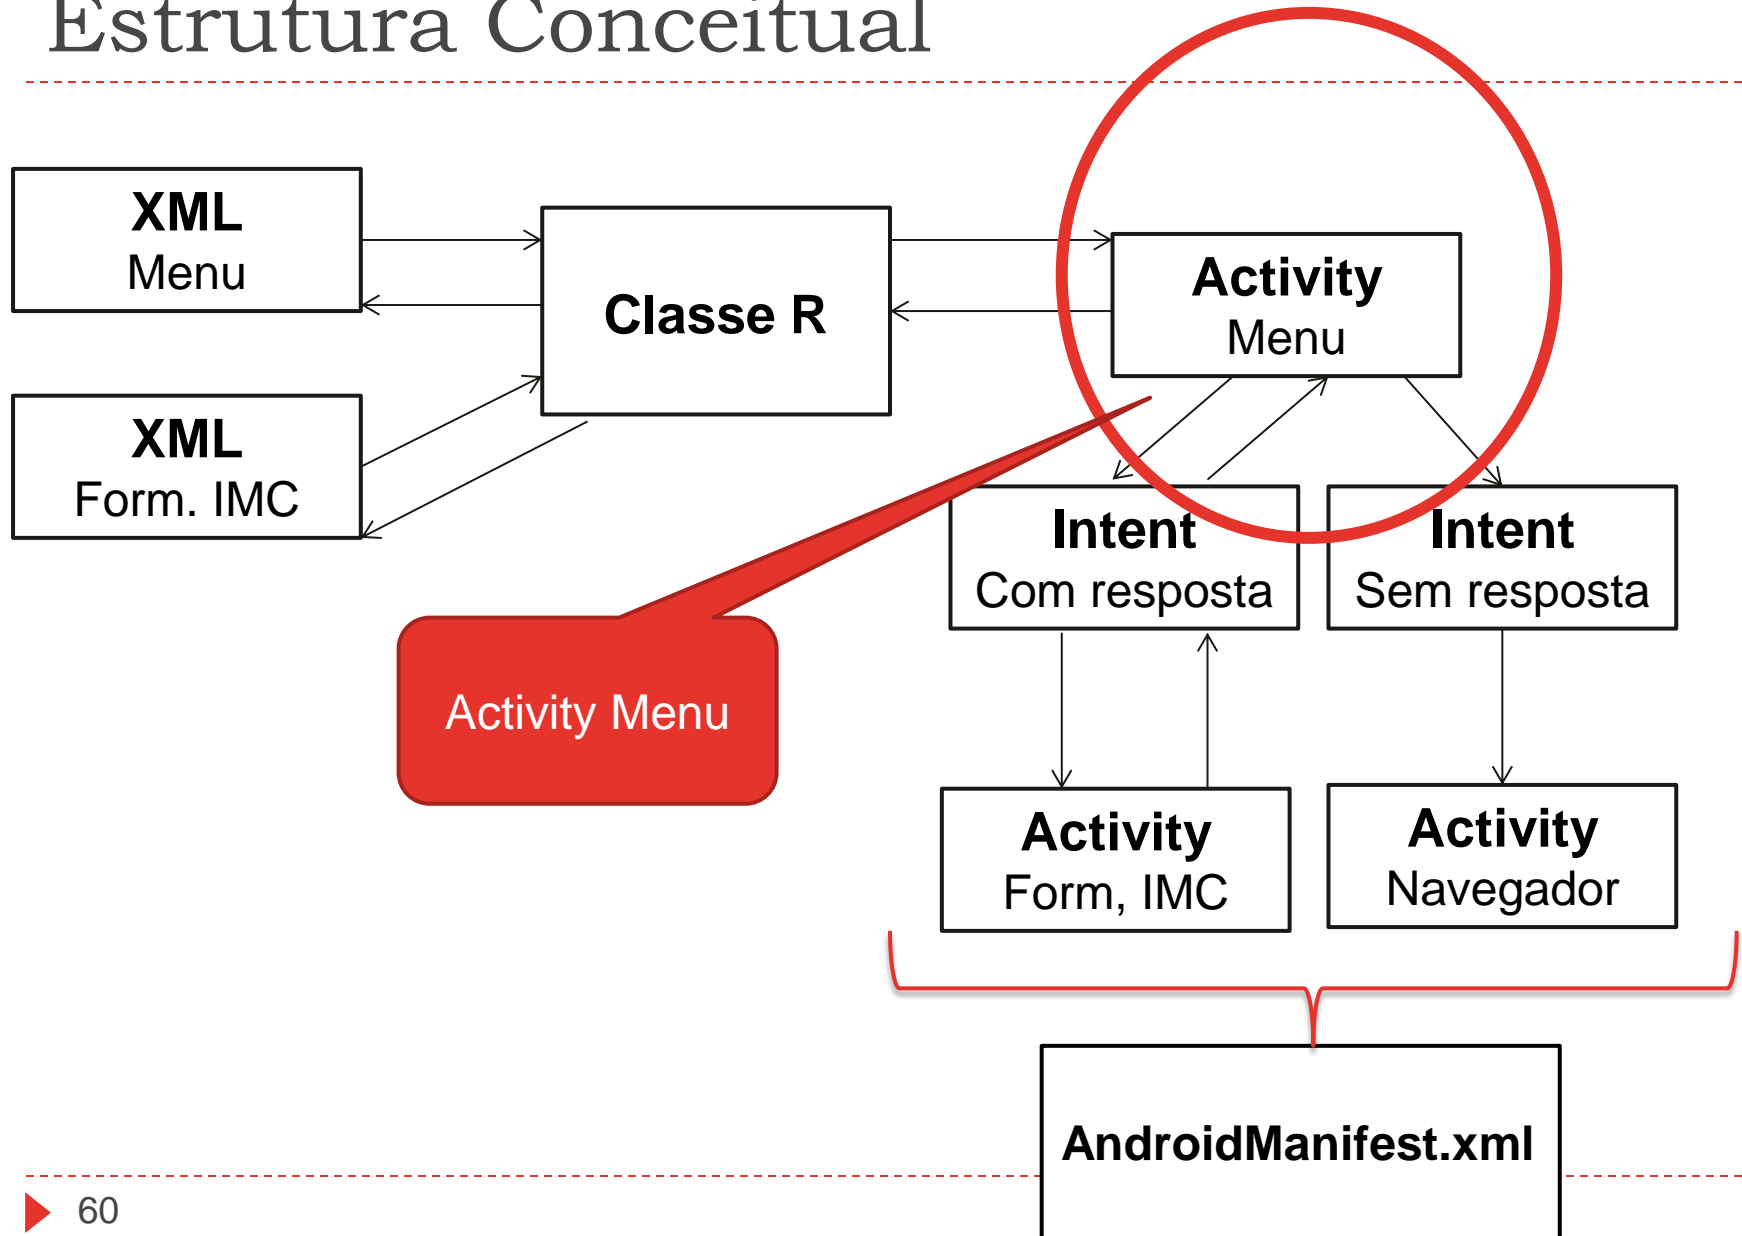 Estrutura Conceitual
XML
Menu
Classe R
Activity
Menu
XML
Form. IMC
Intent
Com resposta
Intent
Sem resposta
Activity Menu
Activity
Form, IMC
Activity
Navegador
AndroidManifest.xml
60